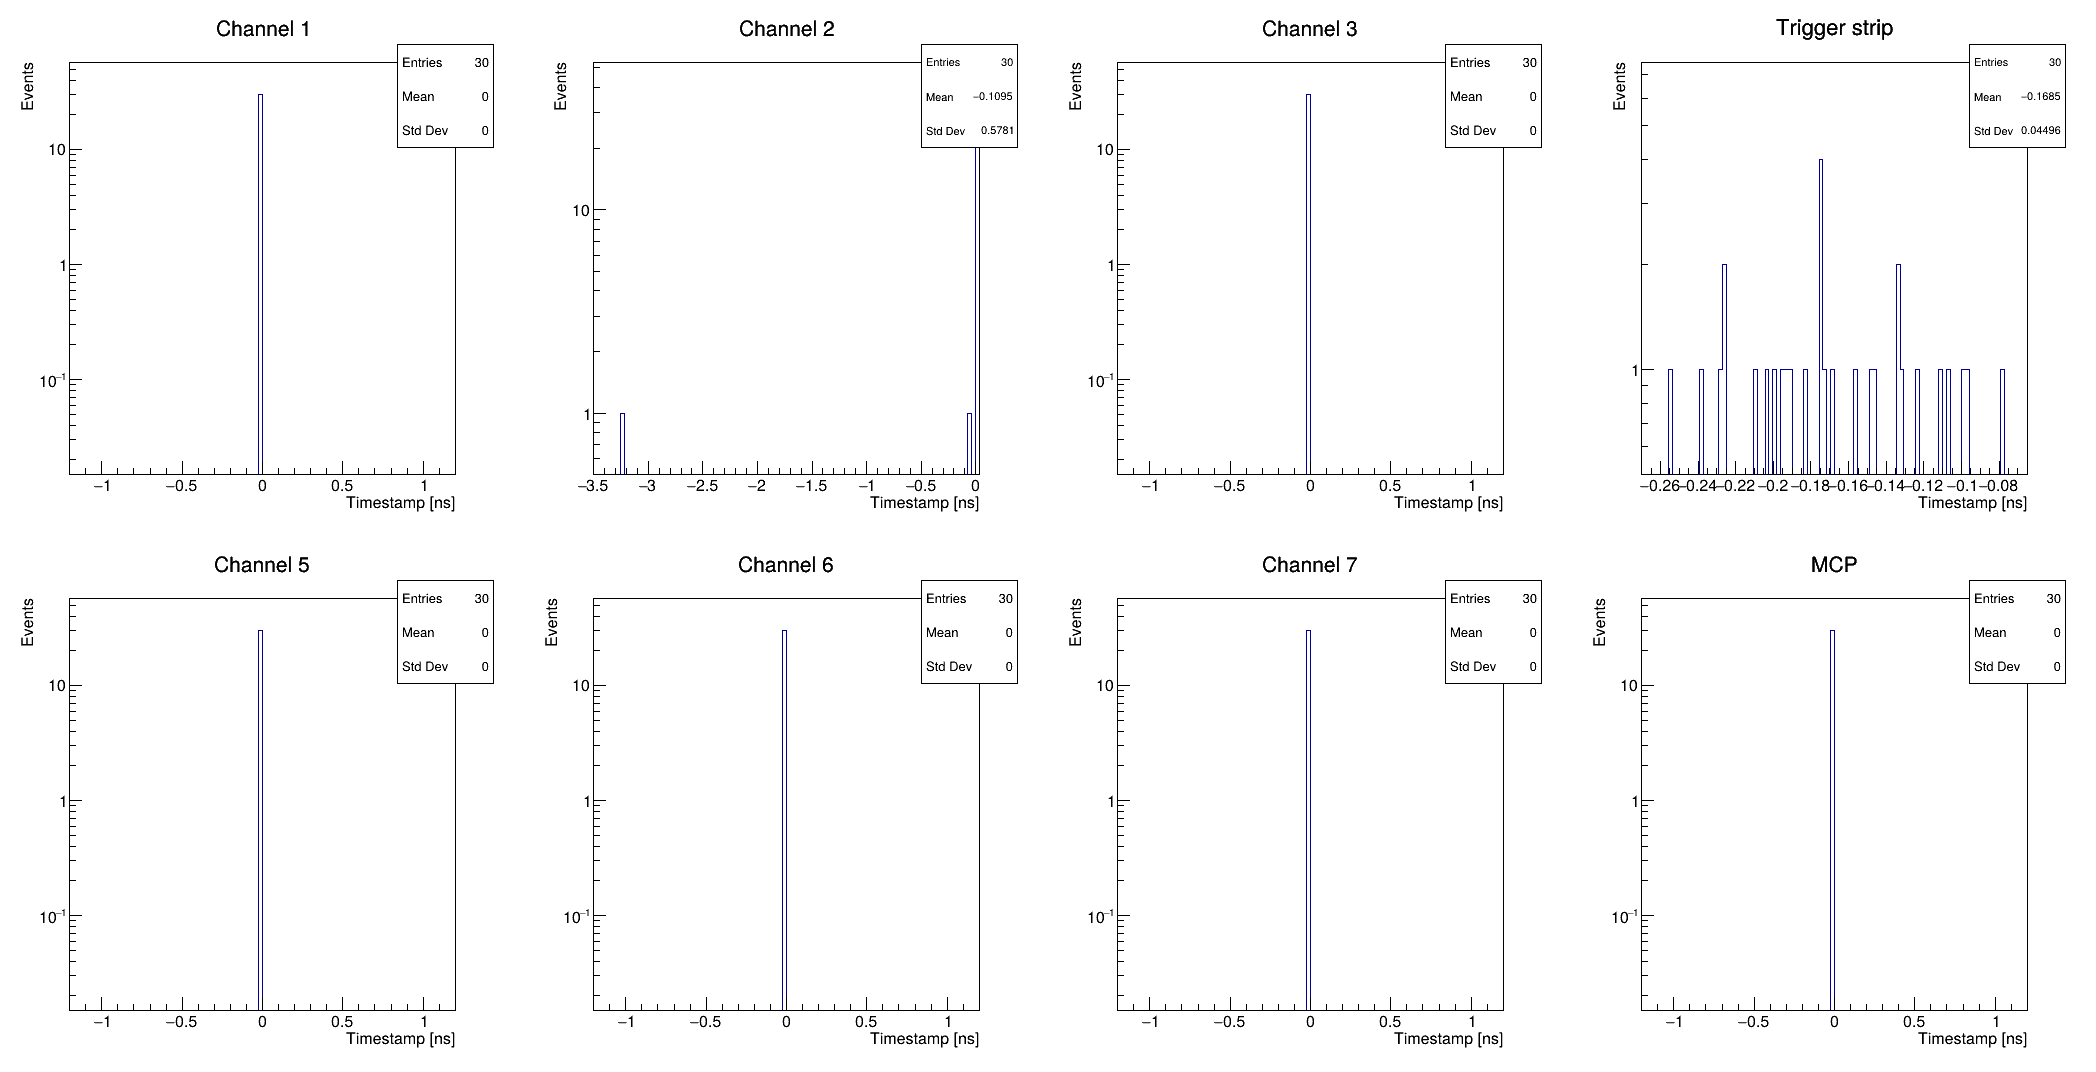 Channel 1
Entries 30
Mean 0
Std Dev 0
Events
10
1
10⁻¹
−1 −0.5 0 0.5 1
Timestamp [ns]
Channel 2
Entries 30
Mean −0.1095
Std Dev 0.5781
Events
10
1
−3.5 −3 −2.5 −2 −1.5 −1 −0.5 0
Timestamp [ns]
Channel 3
Entries 30
Mean 0
Std Dev 0
Events
10
1
10⁻¹
−1 −0.5 0 0.5 1
Timestamp [ns]
Trigger strip
Entries 30
Mean −0.1685
Std Dev 0.04496
Events
1
−0.26 −0.24 −0.22 −0.2 −0.18 −0.16 −0.14 −0.12 −0.1 −0.08
Timestamp [ns]
Channel 5
Entries 30
Mean 0
Std Dev 0
Events
10
1
10⁻¹
−1 −0.5 0 0.5 1
Timestamp [ns]
Channel 6
Entries 30
Mean 0
Std Dev 0
Events
10
1
10⁻¹
−1 −0.5 0 0.5 1
Timestamp [ns]
Channel 7
Entries 30
Mean 0
Std Dev 0
Events
10
1
10⁻¹
−1 −0.5 0 0.5 1
Timestamp [ns]
MCP
Entries 30
Mean 0
Std Dev 0
Events
10
1
10⁻¹
−1 −0.5 0 0.5 1
Timestamp [ns]